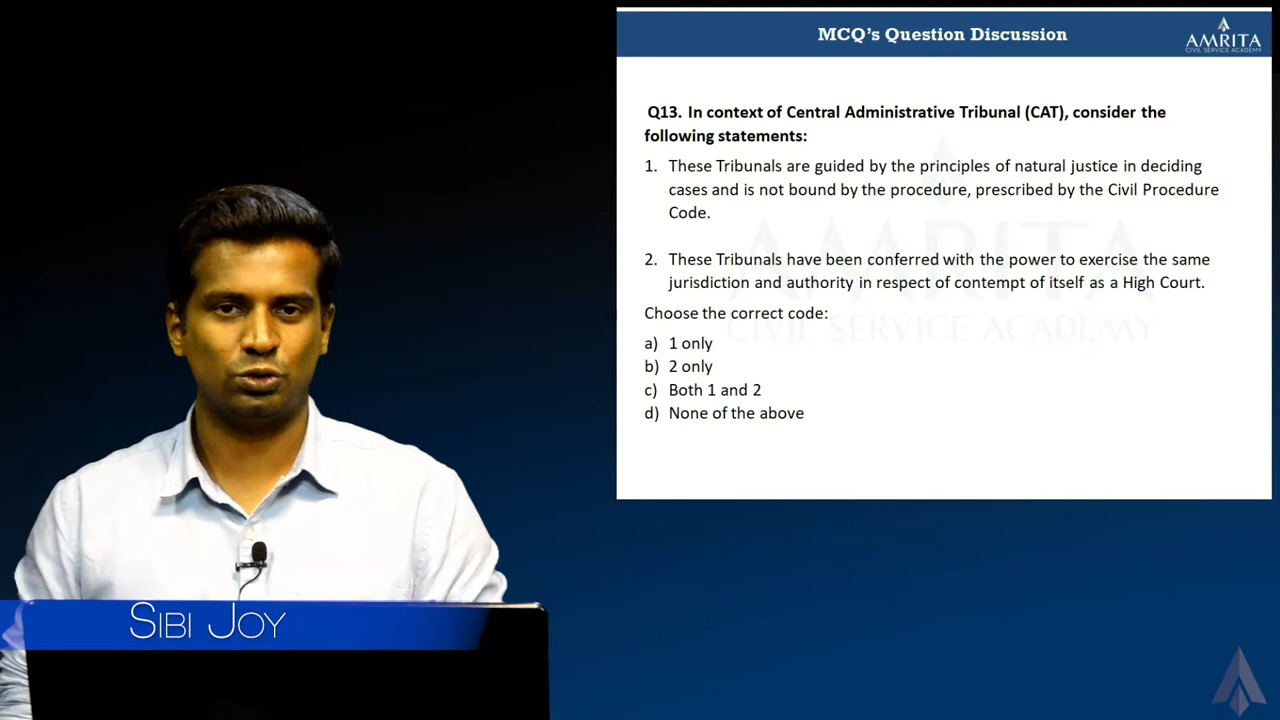 MCQ's Question Discussion
AMRITA
CIVIL SERVICE ACADEMY
Q13. In context of Central Administrative Tribunal (CAT), consider the
following statements:
1. These Tribunals are guided by the principles of natural justice in deciding
cases and is not bound by the procedure, prescribed by the Civil Procedure
Code.
2. These Tribunals have been conferred with the power to exercise the same
jurisdiction and authority in respect of contempt of itself as a High Court.
Choose the correct code:
a) 1 only
b) 2 only
c) Both 1 and 2
d) None of the above
AMRITA
CIVIL SERVICE ACADEMY
SIBI JOY